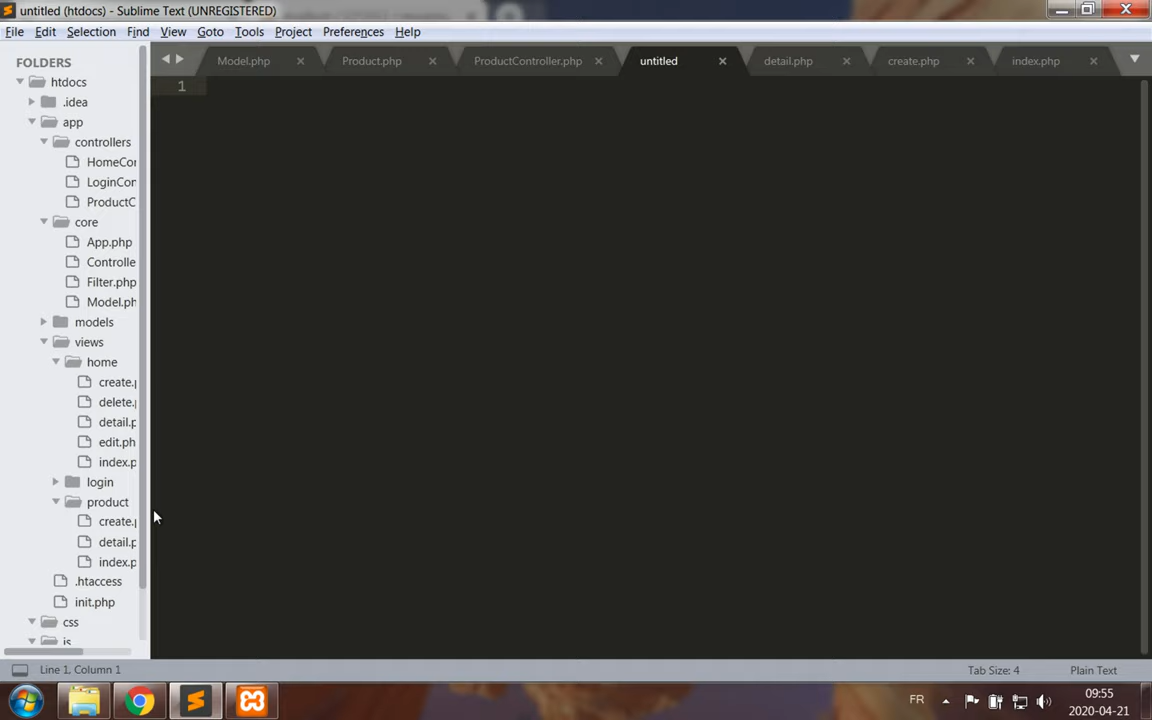 untitled (htdocs) - Sublime Text (UNREGISTERED)
File Edit Selection Find View Goto Tools Project Preferences Help
FOLDERS
htdocs
.idea
app
controllers
HomeCor
LoginCon
ProductC
core
App.php
Controlle
Filter.php
Model.ph
models
views
home
create.p
delete.
detail.p
edit.ph
index.p
login
product
create.p
detail.p
index.p
.htaccess
init.php
css
js
Model.php Product.php ProductController.php untitled detail.php create.php index.php
1
Line 1, Column 1 Tab Size: 4 Plain Text
FR 09:55
2020-04-21